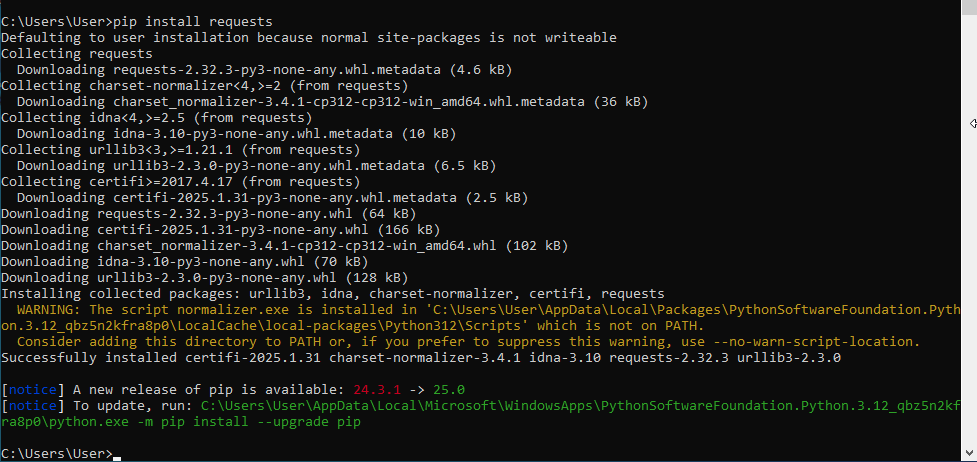 C:\Users\User>pip install requests
Defaulting to user installation because normal site-packages is not writeable
Collecting requests
  Downloading requests-2.32.3-py3-none-any.whl.metadata (4.6 kB)
Collecting charset-normalizer<4,>=2 (from requests)
  Downloading charset_normalizer-3.4.1-cp312-cp312-win_amd64.whl.metadata (36 kB)
Collecting idna<4,>=2.5 (from requests)
  Downloading idna-3.10-py3-none-any.whl.metadata (10 kB)
Collecting urllib3<3,>=1.21.1 (from requests)
  Downloading urllib3-2.3.0-py3-none-any.whl.metadata (6.5 kB)
Collecting certifi>=2017.4.17 (from requests)
  Downloading certifi-2025.1.31-py3-none-any.whl.metadata (2.5 kB)
Downloading requests-2.32.3-py3-none-any.whl (64 kB)
Downloading certifi-2025.1.31-py3-none-any.whl (166 kB)
Downloading charset_normalizer-3.4.1-cp312-cp312-win_amd64.whl (102 kB)
Downloading idna-3.10-py3-none-any.whl (70 kB)
Downloading urllib3-2.3.0-py3-none-any.whl (128 kB)
Installing collected packages: urllib3, idna, charset-normalizer, certifi, requests
  WARNING: The script normalizer.exe is installed in 'C:\Users\User\AppData\Local\Packages\PythonSoftwareFoundation.Pyth
on.3.12_qbz5n2kfra8p0\LocalCache\local-packages\Python312\Scripts' which is not on PATH.
  Consider adding this directory to PATH or, if you prefer to suppress this warning, use --no-warn-script-location.
Successfully installed certifi-2025.1.31 charset-normalizer-3.4.1 idna-3.10 requests-2.32.3 urllib3-2.3.0
[notice] A new release of pip is available: 24.3.1 -> 25.0
[notice] To update, run: C:\Users\User\AppData\Local\Microsoft\WindowsApps\PythonSoftwareFoundation.Python.3.12_qbz5n2kf
ra8p0\python.exe -m pip install --upgrade pip
C:\Users\User>